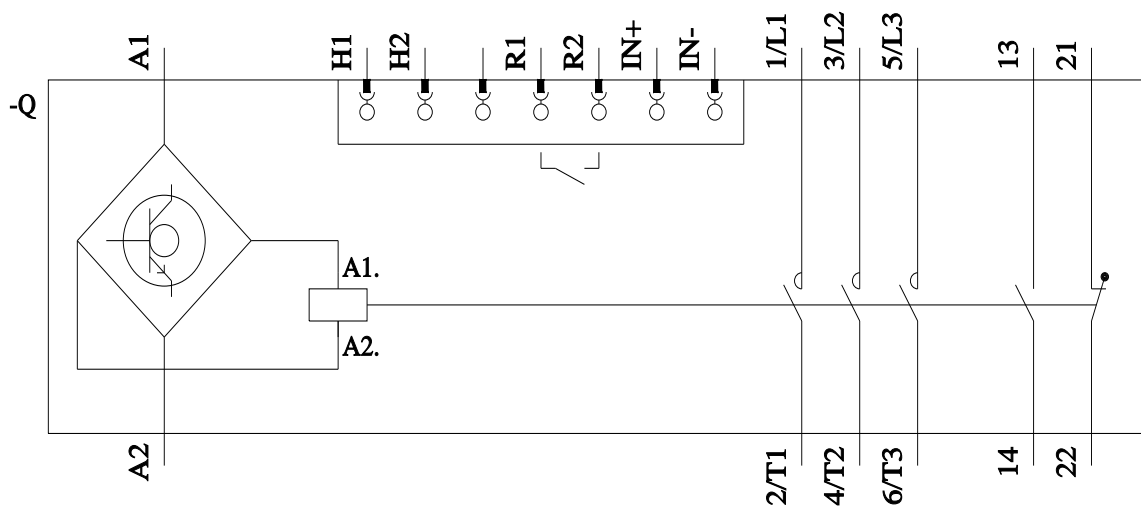 A1
H1
H2
R1
R2
IN+
IN-
1/L1
3/L2
5/L3
13
21
-Q
A1.
A2.
A2
2/T1
4/T2
6/T3
14
22